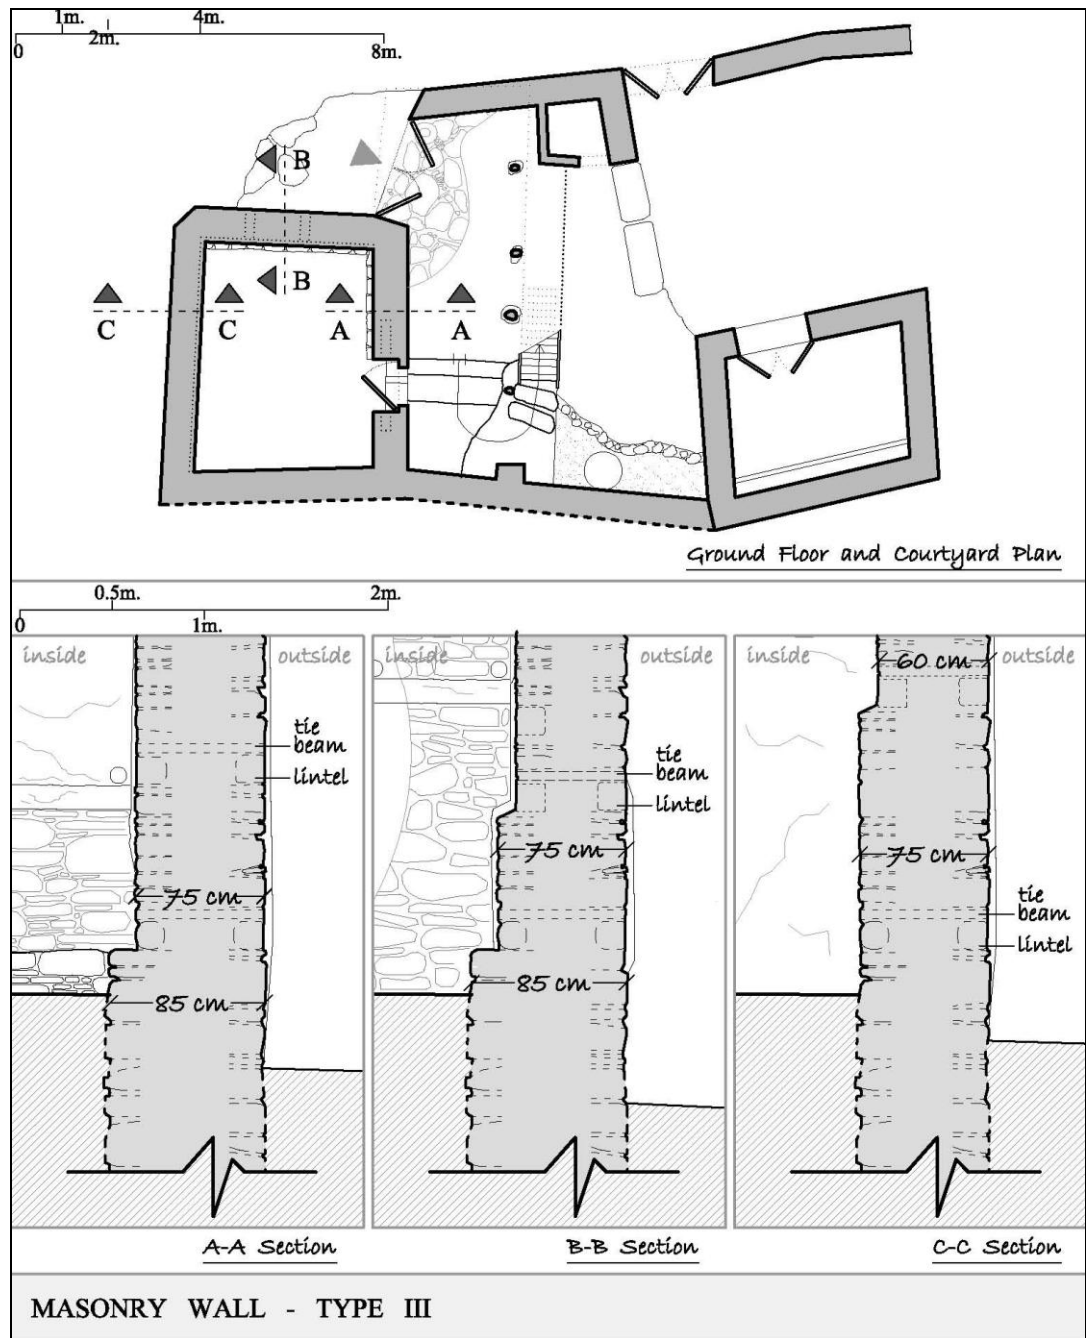 1m.
4m.
2m.
0
8m.
B
B
C
C
A
A
Ground Floor and Courtyard Plan
0.5m.
2m.
0
1m.
inside
outside
tie
beam
lintel
75 cm
85 cm
A-A Section
inside
outside
tie
beam
lintel
75 cm
85 cm
B-B Section
inside
60 cm
outside
75 cm
tie
beam
lintel
C-C Section
MASONRY WALL - TYPE III